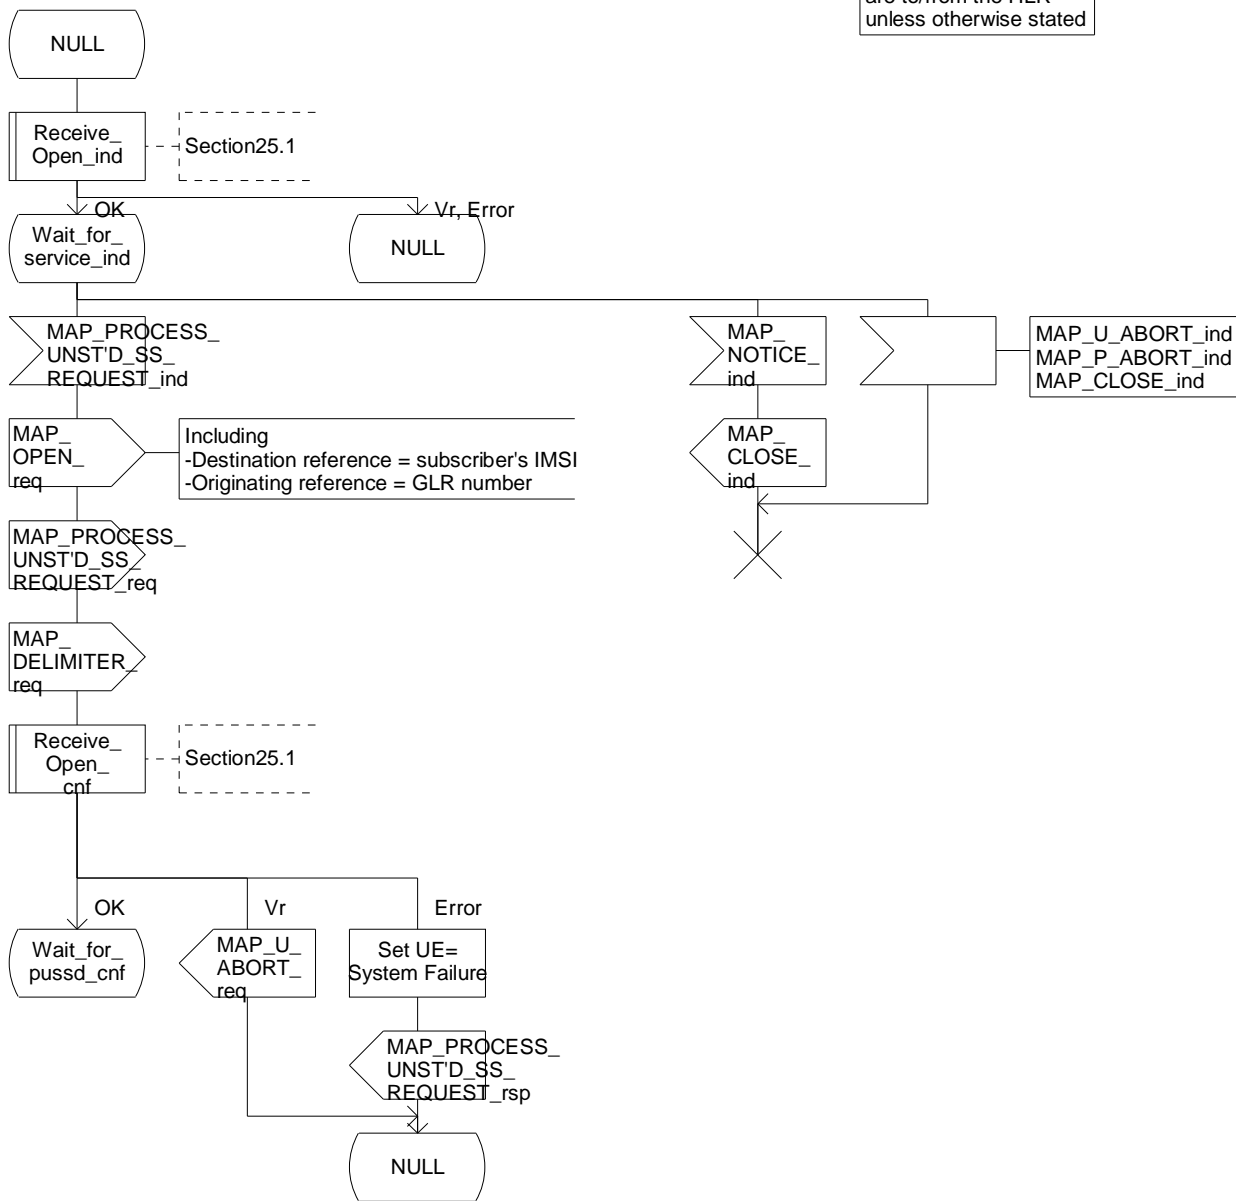 unless otherwise stated
NULL
Receive_
Open_ind
Section25.1
OK
Vr, Error
Wait_for_
service_ind
NULL
MAP_PROCESS_
UNST'D_SS_
REQUEST_ind
MAP_
NOTICE_
ind
MAP_U_ABORT_ind
MAP_P_ABORT_ind
MAP_CLOSE_ind
MAP_
OPEN_
req
Including
-Destination reference = subscriber's IMSI
-Originating reference = GLR number
MAP_
CLOSE_
ind
MAP_PROCESS_
UNST'D_SS_
REQUEST_req
MAP_
DELIMITER_
req
Receive_
Open_
cnf
Section25.1
OK
Vr
Error
Wait_for_
pussd_cnf
MAP_U_
ABORT_
req
Set UE=
System Failure
MAP_PROCESS_
UNST'D_SS_
REQUEST_rsp
NULL